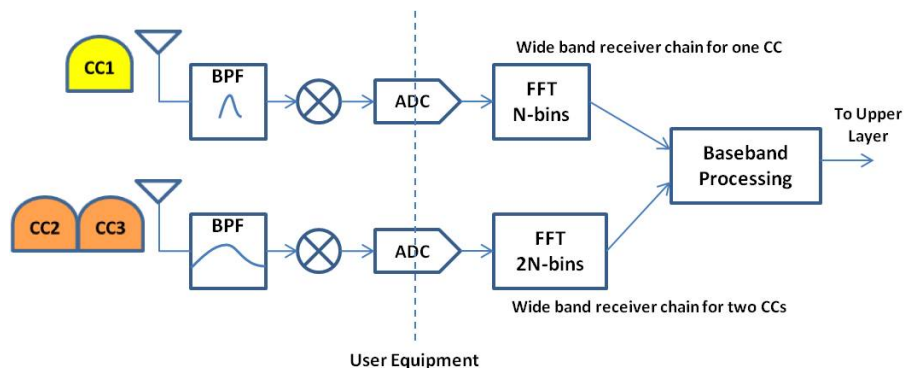 Wide band receiver chain for one CC
CC1
BPF
ADC
FFT
N-bins
To Upper
Layer
Baseband
Processing
CC2
CC3
BPF
ADC
FFT
2N-bins
Wide band receiver chain for two CCs
User Equipment